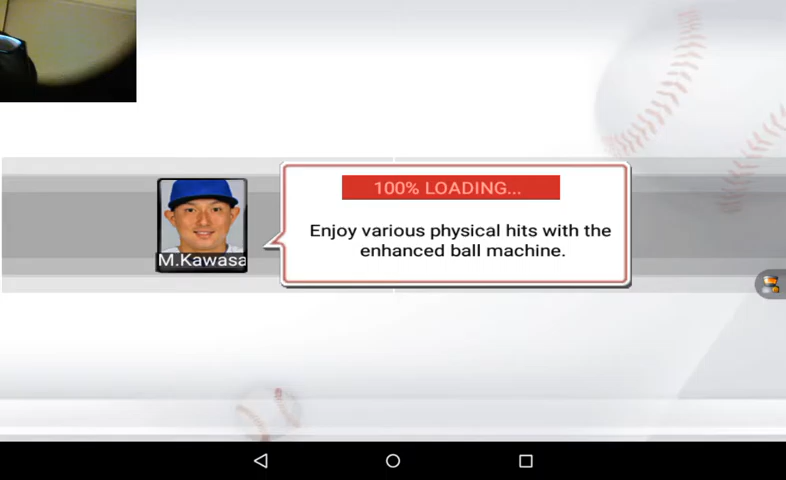 100% LOADING...
Enjoy various physical hits with the
enhanced ball machine.
M.Kawasa